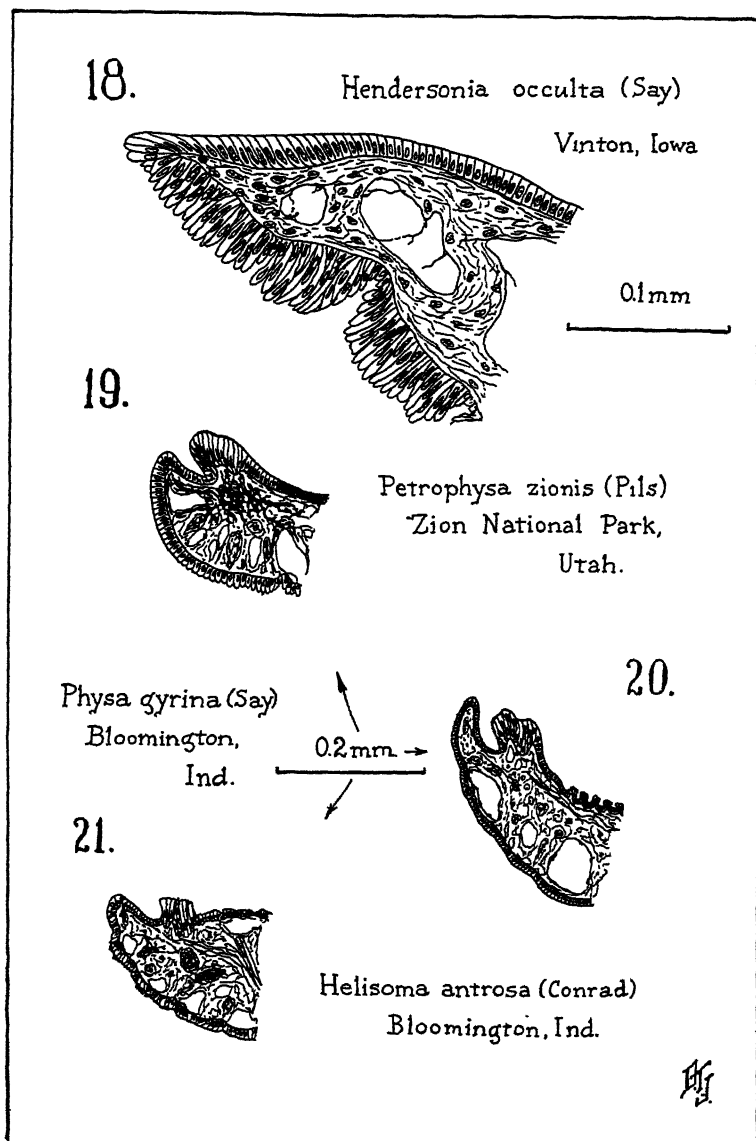 18.
Hendersonia occulta (Say)
Vinton, Iowa
0.1mm
19.
Petrophysa zionis (Pils)
Zion National Park,
Utah.
20.
Physa gyrina (Say)
Bloomington,
Ind.
0.2mm
21.
Helisoma antrosa (Conrad)
Bloomington, Ind.